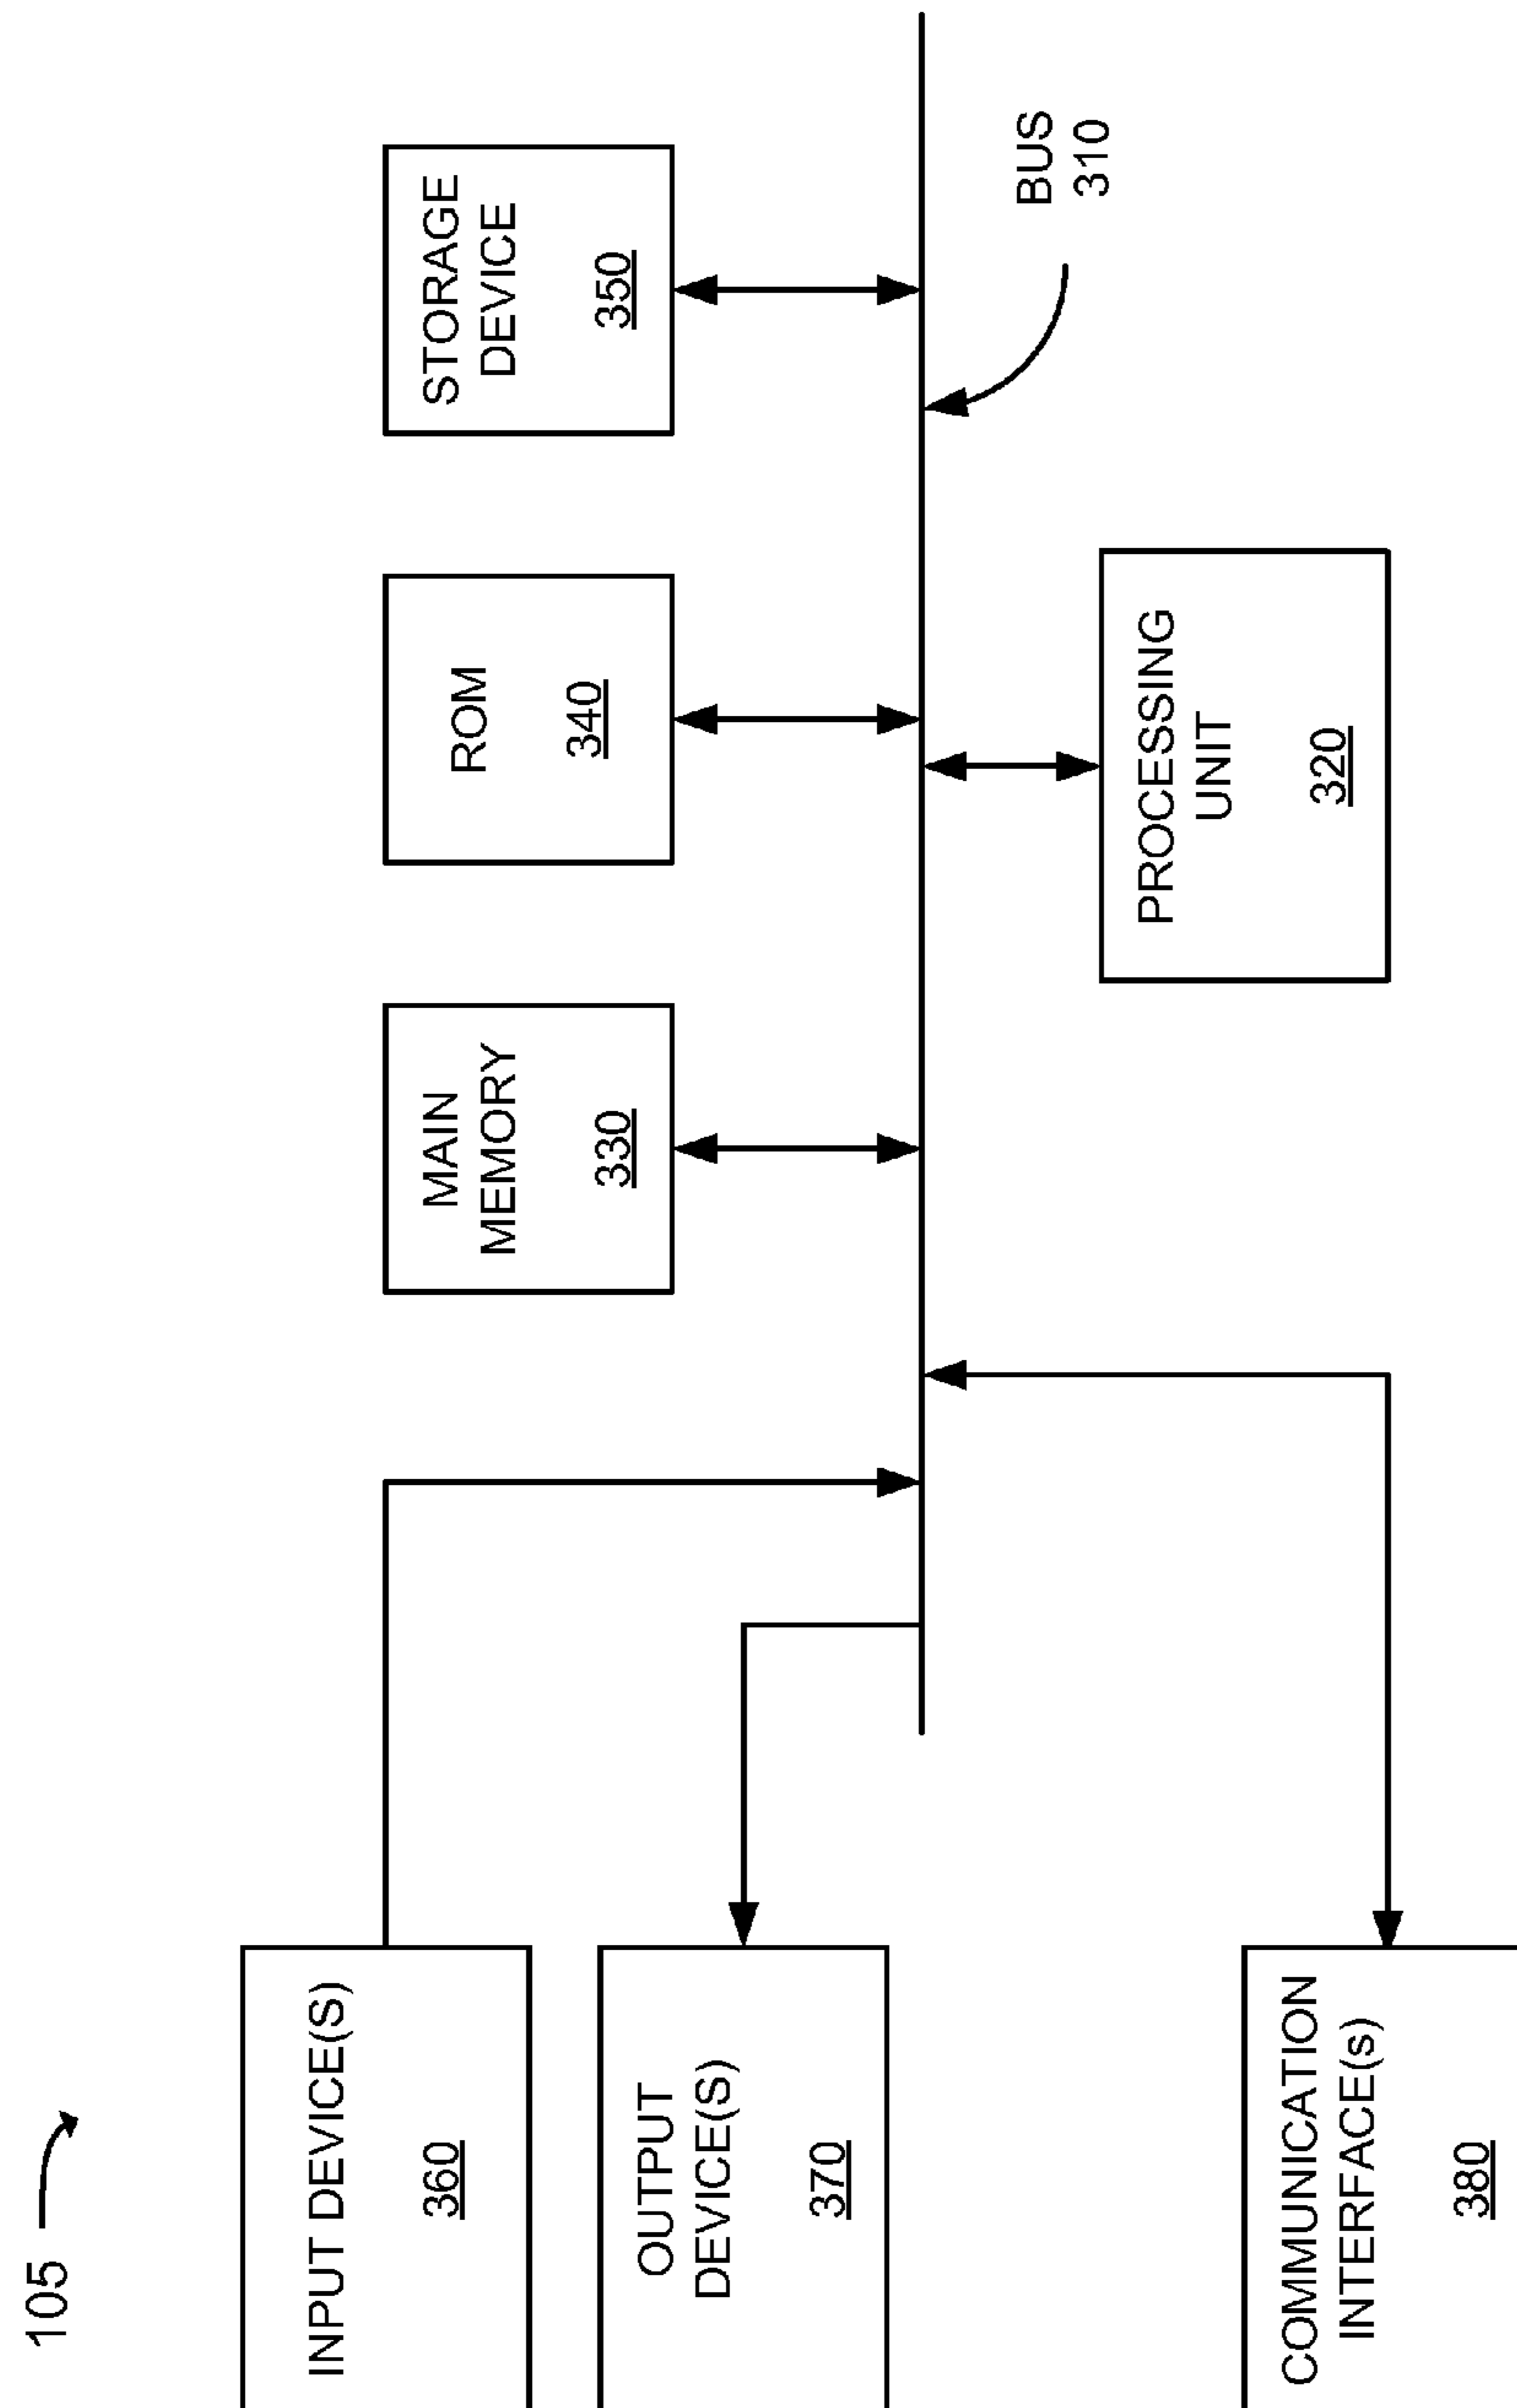 105
INPUT DEVICE(S)
360
OUTPUT
DEVICE(S)
370
COMMUNICATION
INTERFACE(s)
380
MAIN
MEMORY
330
ROM
340
STORAGE
DEVICE
350
BUS
310
PROCESSING
UNIT
320